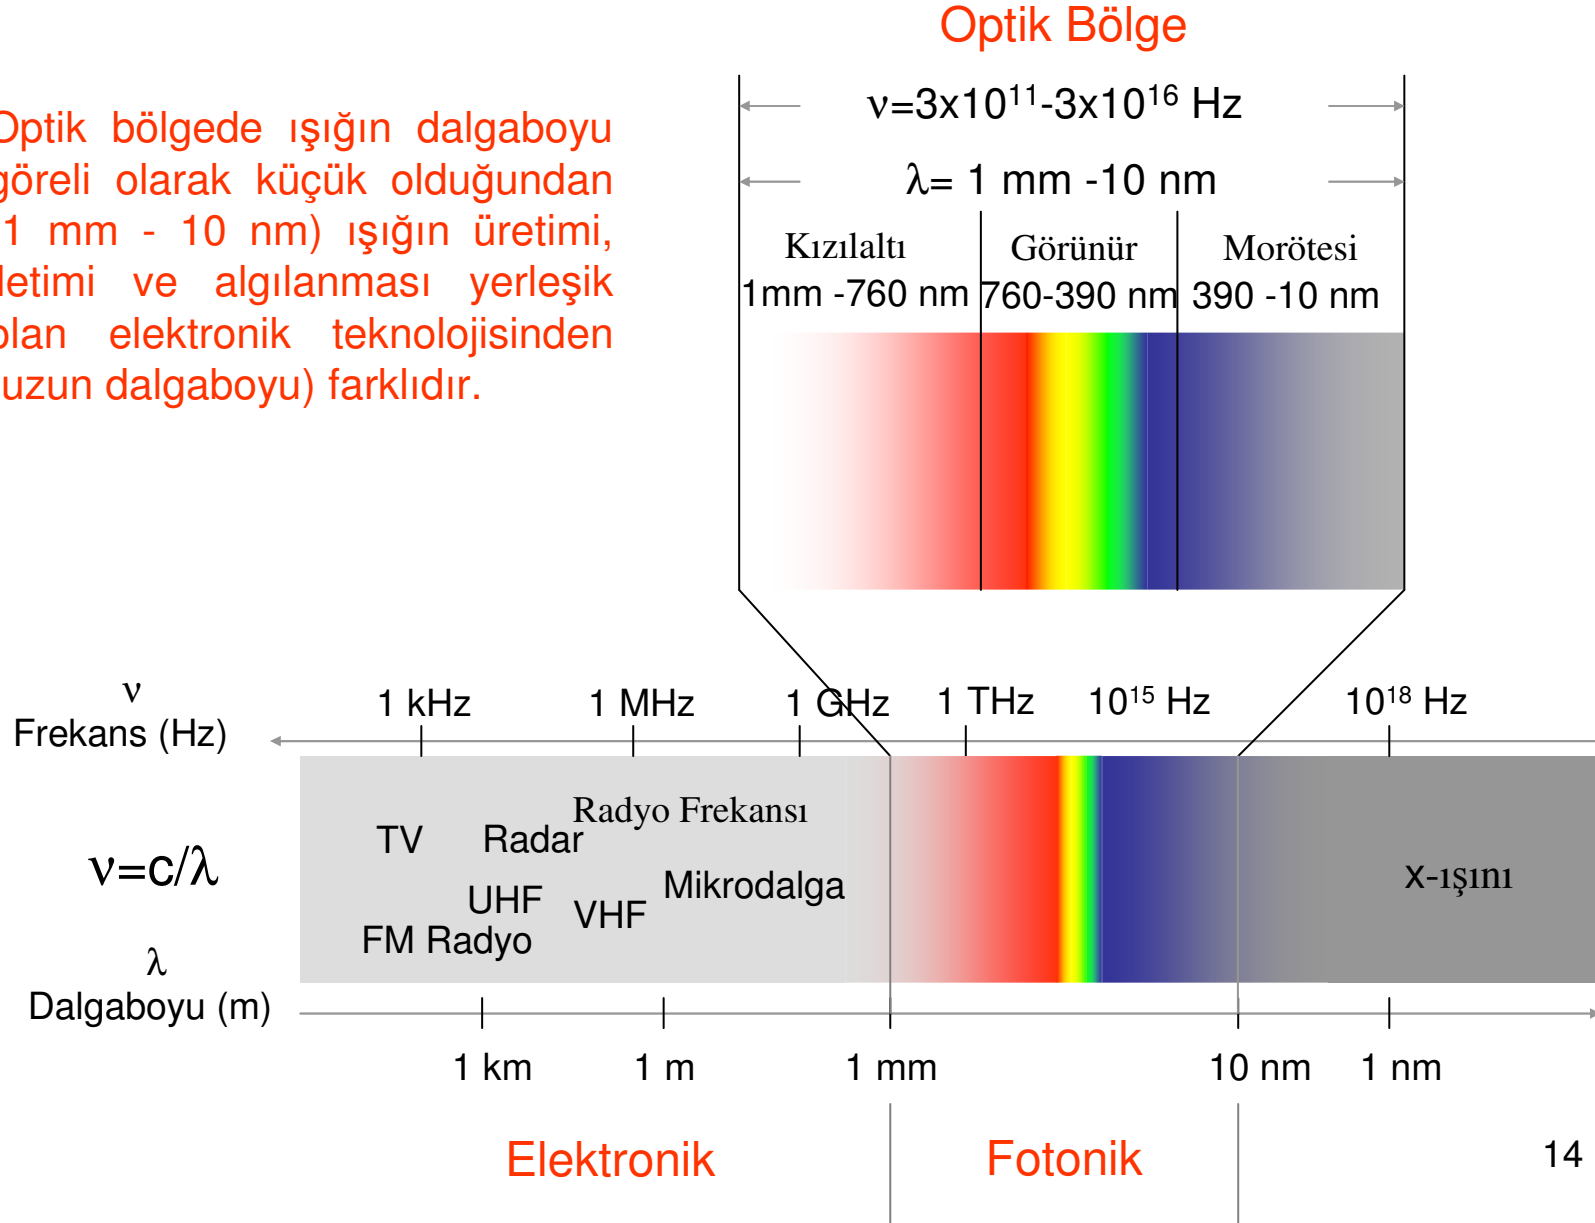 Optik Bölge
ν=3x10¹¹-3x10¹⁶ Hz
λ= 1 mm -10 nm
Kızılaltı
1mm -760 nm
Görünür
760-390 nm
Morötesi
390 -10 nm
Optik bölgede ışığın dalgaboyu
göreli olarak küçük olduğundan
1 mm - 10 nm) ışığın üretimi,
letimi ve algılanması yerleşik
olan elektronik teknolojisinden
uzun dalgaboyu) farklıdır.
ν
Frekans (Hz)
1 kHz
1 MHz
1 GHz
1 THz
10¹⁵ Hz
10¹⁸ Hz
Radyo Frekansı
TV
Radar
UHF
VHF
Mikrodalga
FM Radyo
x-ışını
ν=c/λ
λ
Dalgaboyu (m)
1 km
1 m
1 mm
10 nm
1 nm
Elektronik
Fotonik
14